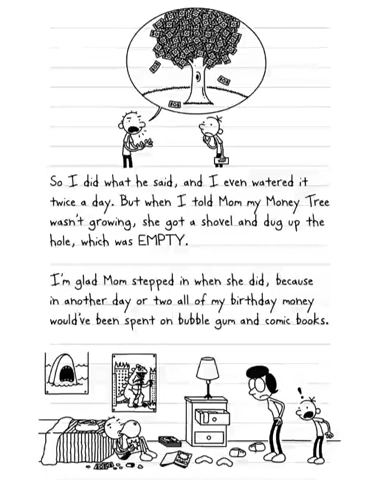 So I did what he said, and I even watered it
twice a day. But when I told Mom my Money Tree
wasn't growing, she got a shovel and dug up the
hole, which was EMPTY.
I'm glad Mom stepped in when she did, because
in another day or two all of my birthday money
would've been spent on bubble gum and comic books.
!